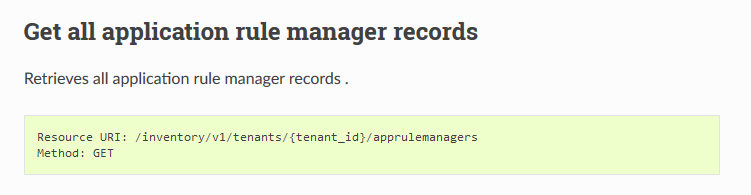 Get all application rule manager records
Retrieves all application rule manager records .
Resource URI: /inventory/v1/tenants/{tenant_id}/apprulemanagers
Method: GET